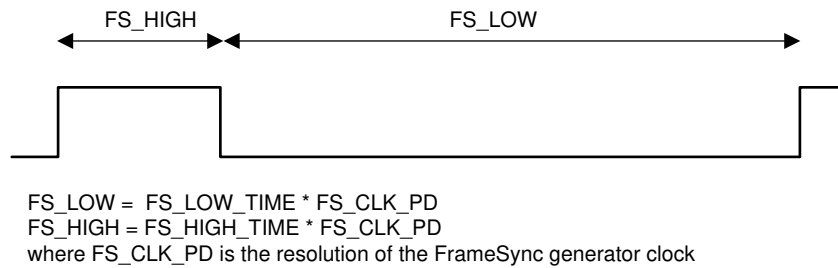 FS_HIGH FS_LOW
FS_LOW = FS_LOW_TIME * FS_CLK_PD
FS_HIGH = FS_HIGH_TIME * FS_CLK_PD
where FS_CLK_PD is the resolution of the FrameSync generator clock